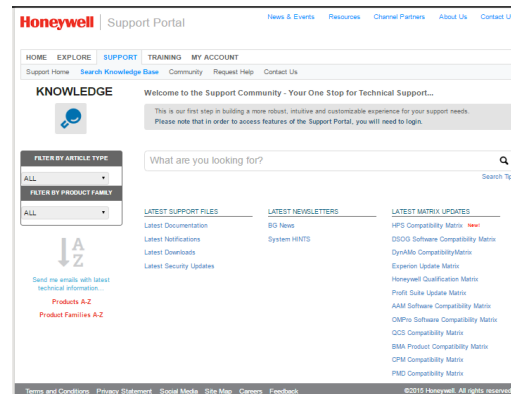 Honeywell | Support Portal
News & Events Resources Channel Partners About Us Contact U
HOME EXPLORE SUPPORT TRAINING MY ACCOUNT
Support Home Search Knowledge Base Community Request Help Contact Us
KNOWLEDGE
Welcome to the Support Community - Your One Stop for Technical Support...
This is our first step in building a more robust, intuitive and customizable experience for your support needs.
Please note that in order to access features of the Support Portal, you will need to login.
FILTER BY ARTICLE TYPE
ALL
FILTER BY PRODUCT FAMILY
ALL
What are you looking for?
Search Tip
A
Z
Send me emails with latest
technical information...
Products A-Z
Product Families A-Z
LATEST SUPPORT FILES
Latest Documentation
Latest Notifications
Latest Downloads
Latest Security Updates
LATEST NEWSLETTERS
BG News
System HINTS
LATEST MATRIX UPDATES
HPS Compatibility Matrix New!
DSOG Software Compatibility Matrix
DynAMo CompatibilityMatrix
Experion Update Matrix
Honeywell Qualification Matrix
Profit Suite Update Matrix
AAM Software Compatibility Matrix
OMPro Software Compatibility Matrix
QCS Compatibility Matrix
BMA Product Compatibility Matrix
CPM Compatibility Matrix
PMD Compatibility Matrix
Terms and Conditions Privacy Statement Social Media Site Map Careers Feedback ©2015 Honeywell. All rights reserved